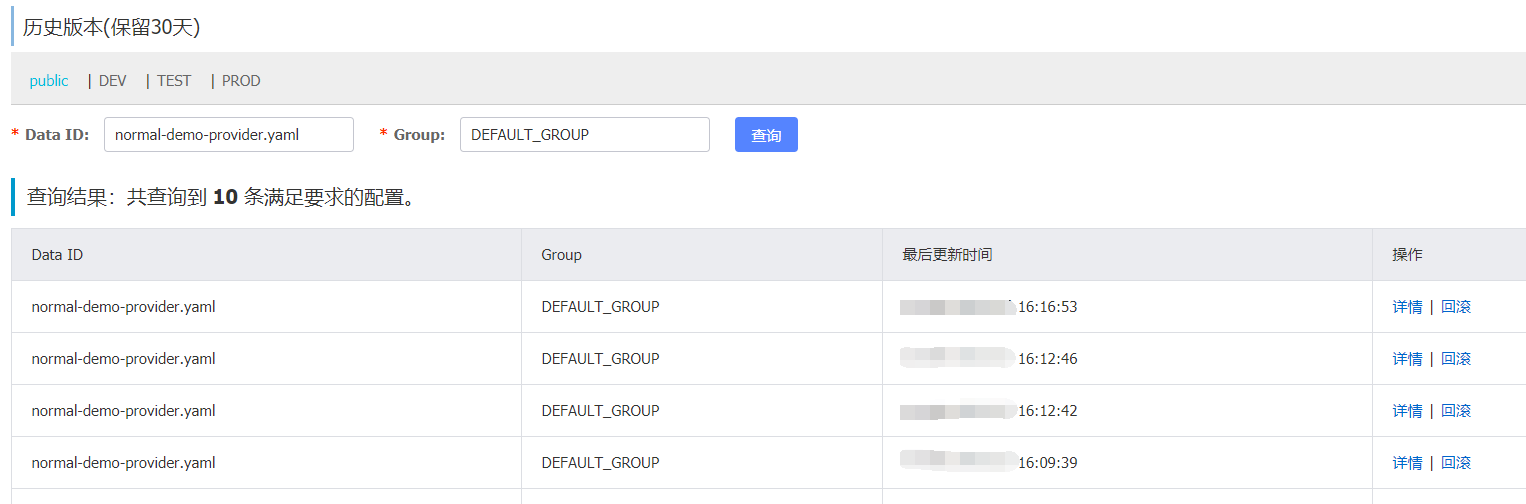 历史版本(保留30天)
public | DEV | TEST | PROD
* Data ID: normal-demo-provider.yaml * Group: DEFAULT_GROUP 查询
查询结果：共查询到 10 条满足要求的配置。
Data ID Group 最后更新时间 操作
normal-demo-provider.yaml DEFAULT_GROUP 16:16:53 详情 | 回滚
normal-demo-provider.yaml DEFAULT_GROUP 16:12:46 详情 | 回滚
normal-demo-provider.yaml DEFAULT_GROUP 16:12:42 详情 | 回滚
normal-demo-provider.yaml DEFAULT_GROUP 16:09:39 详情 | 回滚